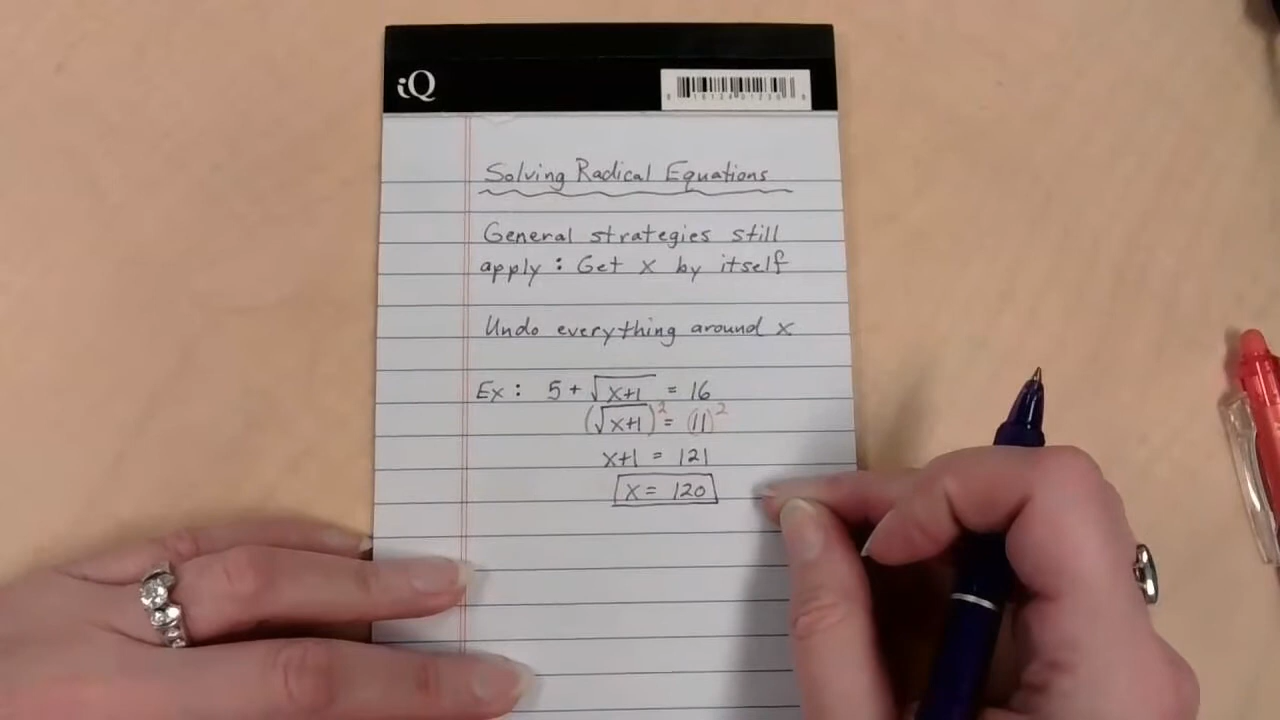 iQ
Solving Radical Equations
General strategies still
apply : Get x by itself
Undo everything around x
Ex : 5 + √x+1 = 16
(√x+1)² = (11)²
x+1 = 121
x = 120